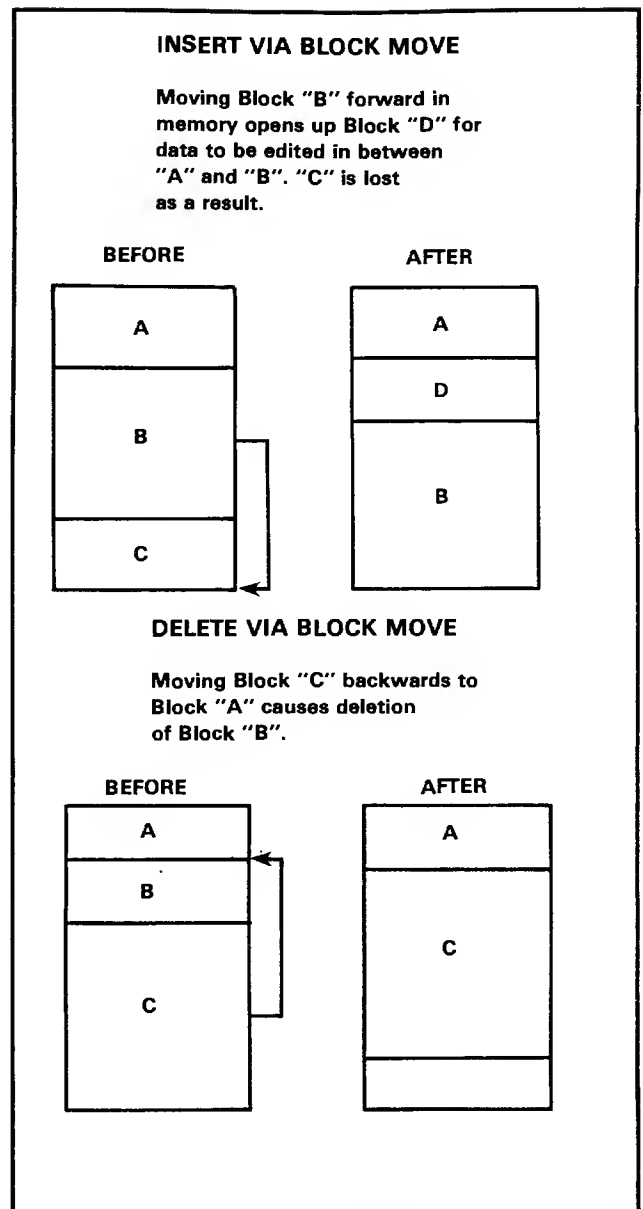 INSERT VIA BLOCK MOVE
Moving Block "B" forward in
memory opens up Block "D" for
data to be edited in between
"A" and "B". "C" is lost
as a result.
BEFORE AFTER
A A
D
B
B
C
DELETE VIA BLOCK MOVE
Moving Block "C" backwards to
Block "A" causes deletion
of Block "B".
BEFORE AFTER
A A
B
C
C